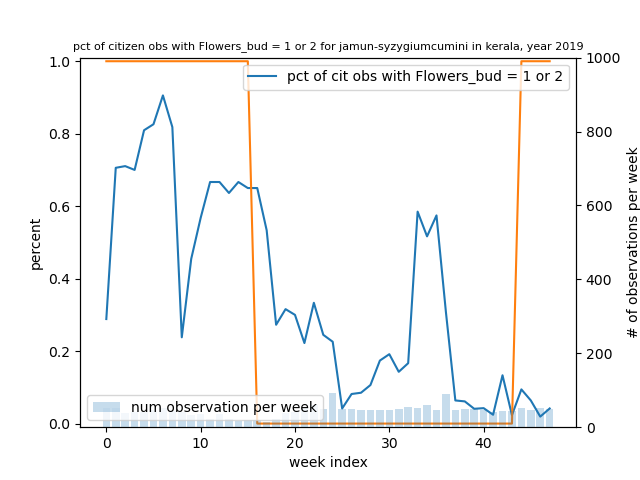 pct of citizen obs with Flowers_bud = 1 or 2 for jamun-syzygiumcumini in kerala, year 2019
pct of cit obs with Flowers_bud = 1 or 2
num observation per week
percent
1.0
0.8
0.6
0.4
0.2
0.0
0 10 20 30 40
week index
1000
800
600
400
200
0
# of observations per week